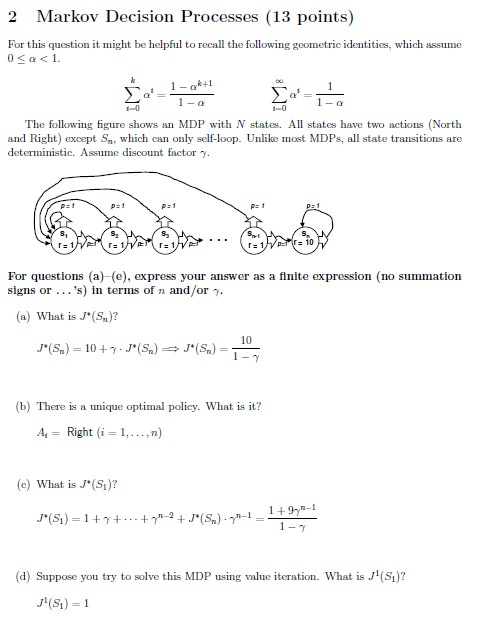 2 Markov Decision Processes (13 points)
For this question it might be helpful to recall the following geometric identities, which assume
0 ≤ α < 1.
∑_{i=0}^{k} α^i = (1 − α^{k+1}) / (1 − α)    ∑_{i=0}^{∞} α^i = 1 / (1 − α)
The following figure shows an MDP with N states. All states have two actions (North
and Right) except S_n, which can only self-loop. Unlike most MDPs, all state transitions are
deterministic. Assume discount factor γ.
p=1 p=1 p=1 p=1 p=1
S_1 S_2 S_3 ... S_{n-1} S_n
r = 1 p=1 r = 1 p=1 r = 1 p=1 r = 1 p=1 r = 10
For questions (a)–(e), express your answer as a finite expression (no summation
signs or ...'s) in terms of n and/or γ.
(a) What is J*(S_n)?
J*(S_n) = 10 + γ · J*(S_n) ⟹ J*(S_n) = 10 / (1 − γ)
(b) There is a unique optimal policy. What is it?
A_i = Right (i = 1, . . . , n)
(c) What is J*(S_1)?
J*(S_1) = 1 + γ + ··· + γ^{n−2} + J*(S_n) · γ^{n−1} = (1 + 9γ^{n−1}) / (1 − γ)
(d) Suppose you try to solve this MDP using value iteration. What is J^1(S_1)?
J^1(S_1) = 1